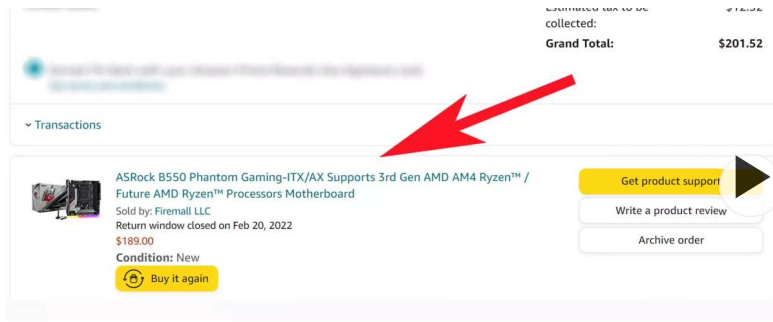 collected:
$12.52
Grand Total:
$201.52
Transactions
ASRock B550 Phantom Gaming-ITX/AX Supports 3rd Gen AMD AM4 Ryzen™ /
Future AMD Ryzen™ Processors Motherboard
Sold by: Firemall LLC
Return window closed on Feb 20, 2022
$189.00
Condition: New
Buy it again
Get product support
Write a product review
Archive order